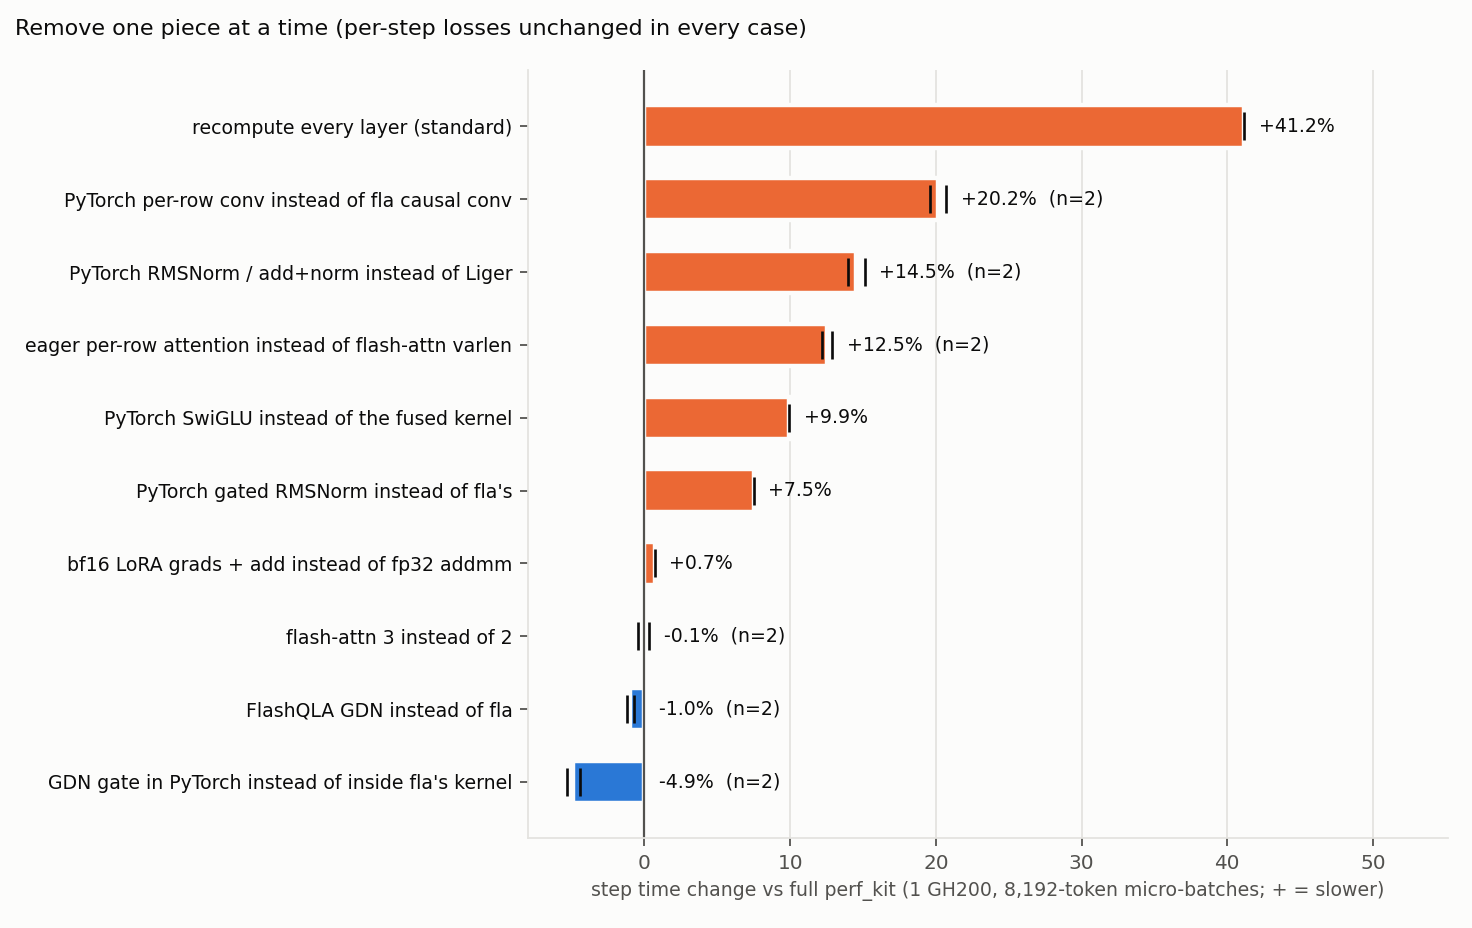 Remove one piece at a time (per-step losses unchanged in every case)
recompute every layer (standard)
+41.2%
PyTorch per-row conv instead of fla causal conv
+20.2% (n=2)
PyTorch RMSNorm / add+norm instead of Liger
+14.5% (n=2)
eager per-row attention instead of flash-attn varlen
+12.5% (n=2)
PyTorch SwiGLU instead of the fused kernel
+9.9%
PyTorch gated RMSNorm instead of fla's
+7.5%
bf16 LoRA grads + add instead of fp32 addmm
+0.7%
flash-attn 3 instead of 2
-0.1% (n=2)
FlashQLA GDN instead of fla
-1.0% (n=2)
GDN gate in PyTorch instead of inside fla's kernel
-4.9% (n=2)
0 10 20 30 40 50
step time change vs full perf_kit (1 GH200, 8,192-token micro-batches; + = slower)